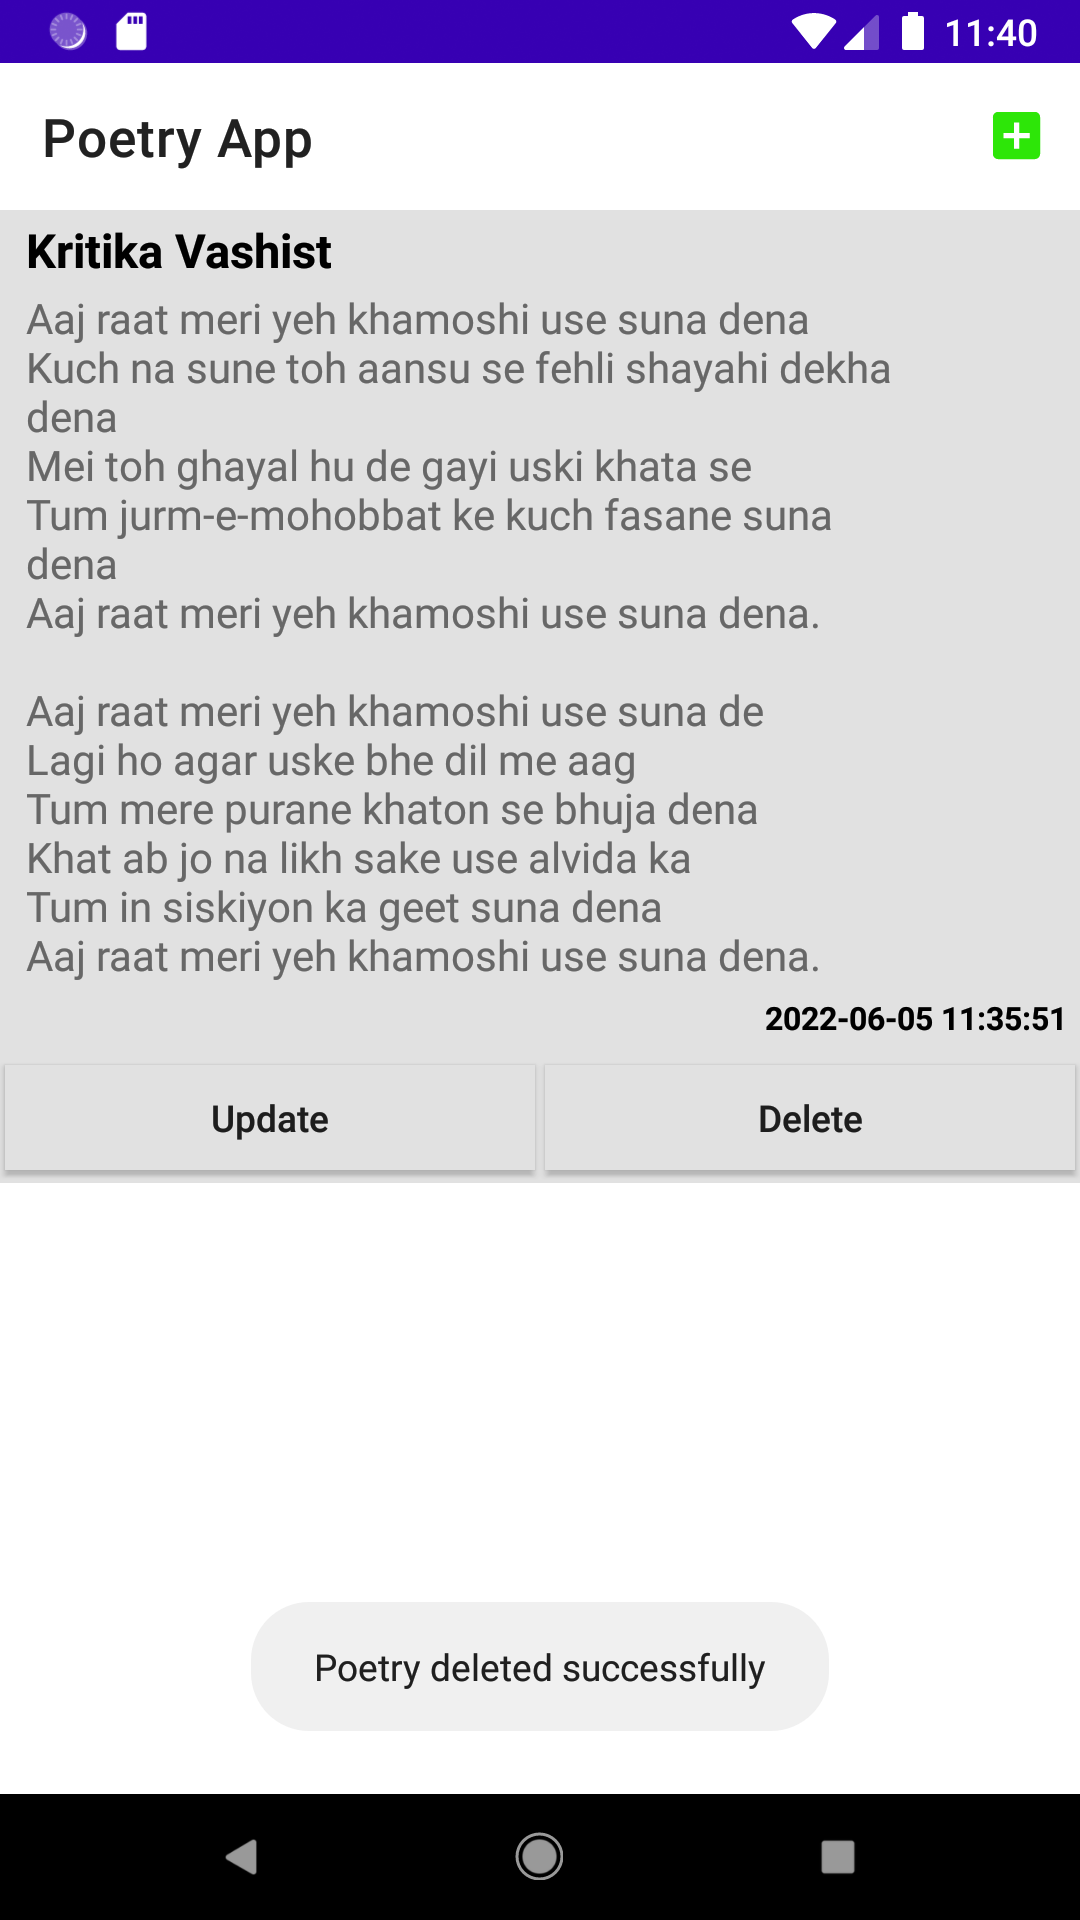 11:40
Poetry App
Kritika Vashist
Aaj raat meri yeh khamoshi use suna dena
Kuch na sune toh aansu se fehli shayahi dekha
dena
Mei toh ghayal hu de gayi uski khata se
Tum jurm-e-mohobbat ke kuch fasane suna
dena
Aaj raat meri yeh khamoshi use suna dena.
Aaj raat meri yeh khamoshi use suna de
Lagi ho agar uske bhe dil me aag
Tum mere purane khaton se bhuja dena
Khat ab jo na likh sake use alvida ka
Tum in siskiyon ka geet suna dena
Aaj raat meri yeh khamoshi use suna dena.
2022-06-05 11:35:51
Update
Delete
Poetry deleted successfully